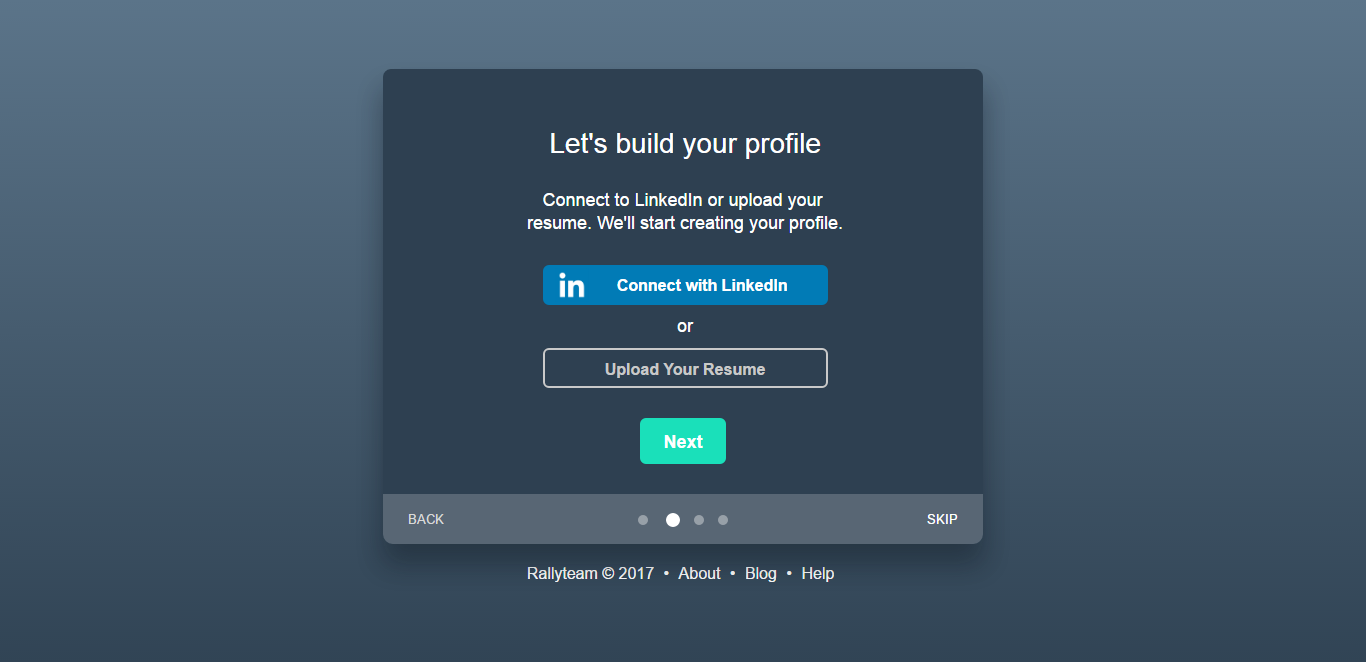 Let's build your profile
Connect to LinkedIn or upload your
resume. We'll start creating your profile.
in Connect with LinkedIn
or
Upload Your Resume
Next
BACK SKIP
Rallyteam © 2017 • About • Blog • Help